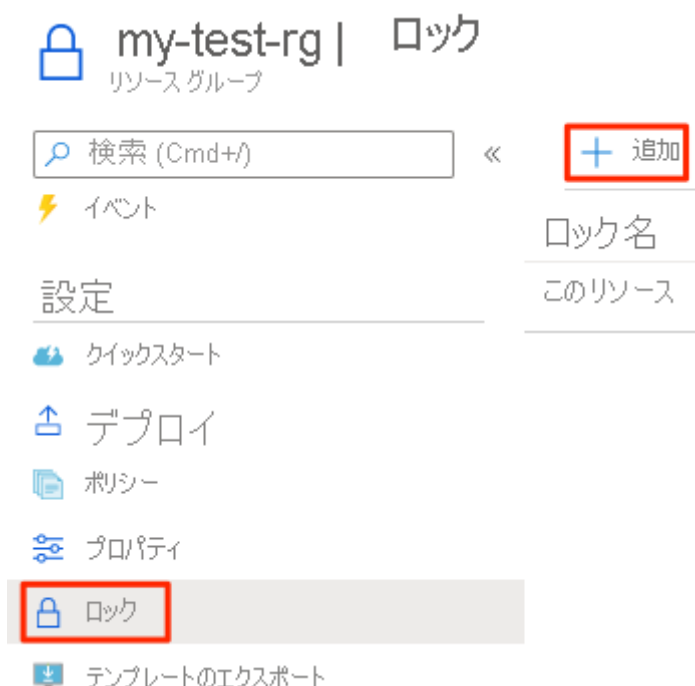 my-test-rg | ロック
リソース グループ
検索 (Cmd+/)
«
追加
イベント
ロック名
このリソース
設定
クイックスタート
デプロイ
ポリシー
プロパティ
ロック
テンプレートのエクスポート